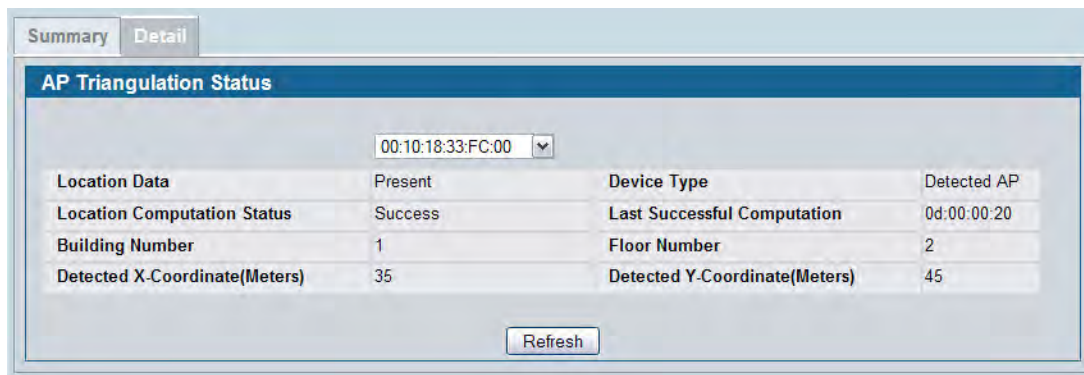 Summary Detail
AP Triangulation Status
00:10:18:33:FC:00
Location Data Present Device Type Detected AP
Location Computation Status Success Last Successful Computation 0d:00:00:20
Building Number 1 Floor Number 2
Detected X-Coordinate(Meters) 35 Detected Y-Coordinate(Meters) 45
Refresh